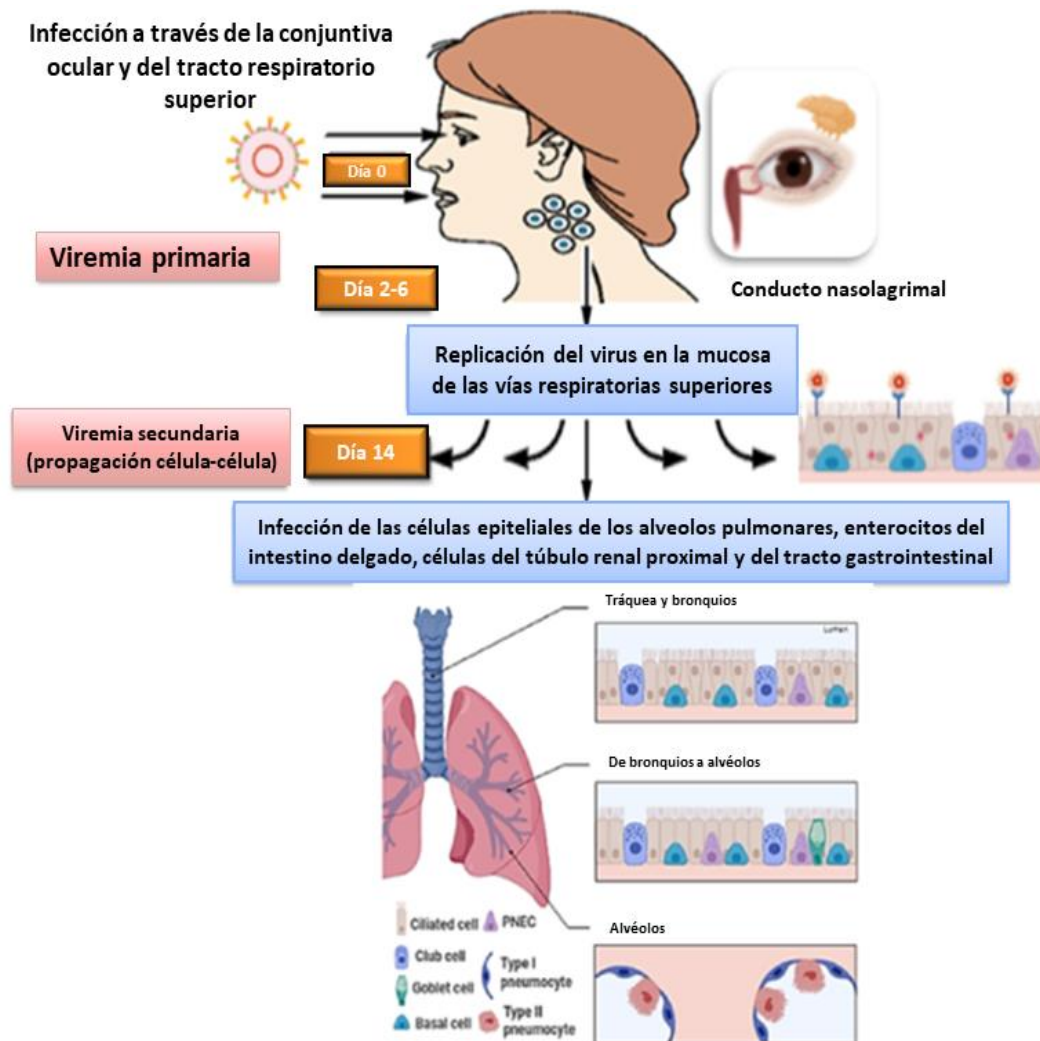 Infección a través de la conjuntiva
ocular y del tracto respiratorio
superior
Día 0
Viremia primaria
Día 2-6
Conducto nasolagrimal
Replicación del virus en la mucosa
de las vías respiratorias superiores
Viremia secundaria
(propagación célula-célula)
Día 14
Infección de las células epiteliales de los alveolos pulmonares, enterocitos del
intestino delgado, células del túbulo renal proximal y del tracto gastrointestinal
Tráquea y bronquios
Lumen
De bronquios a alvéolos
Alvéolos
Ciliated cell
PNEC
Club cell
Type I
pneumocyte
Goblet cell
Basal cell
Type II
pneumocyte